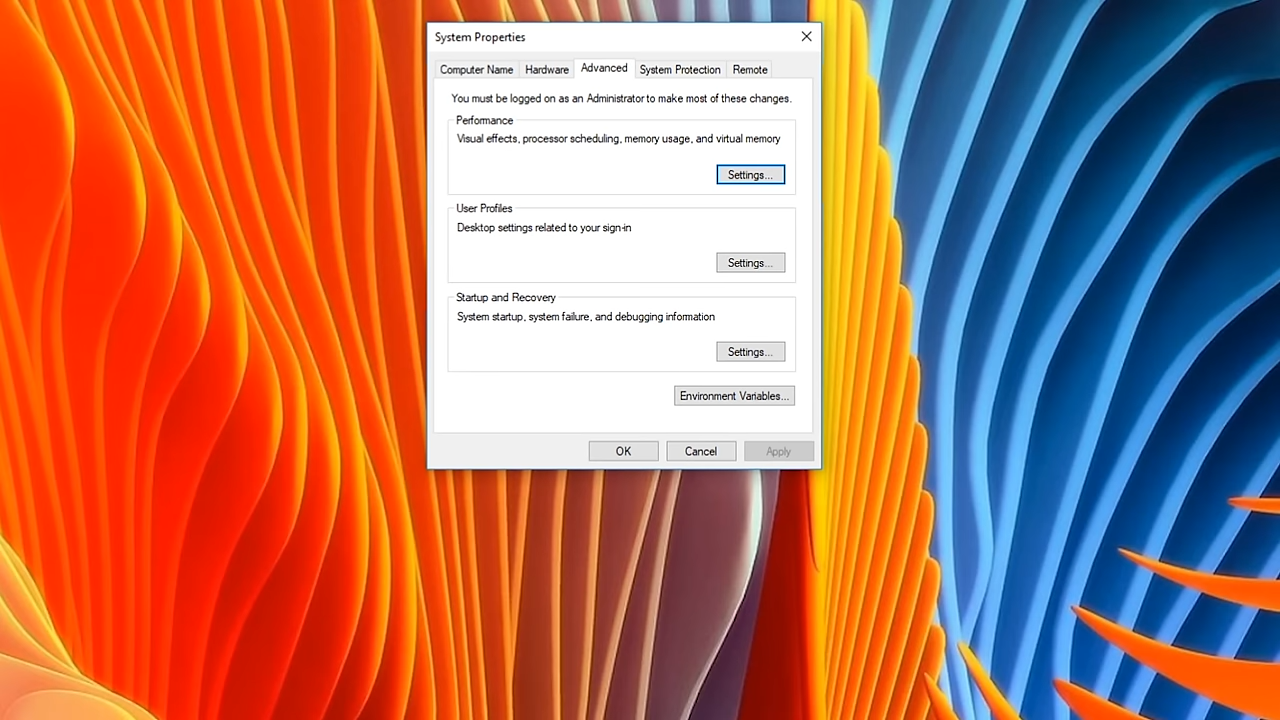 System Properties
Computer Name
Hardware
Advanced
System Protection
Remote
You must be logged on as an Administrator to make most of these changes.
Performance
Visual effects, processor scheduling, memory usage, and virtual memory
Settings...
User Profiles
Desktop settings related to your sign-in
Settings...
Startup and Recovery
System startup, system failure, and debugging information
Settings...
Environment Variables...
OK
Cancel
Apply